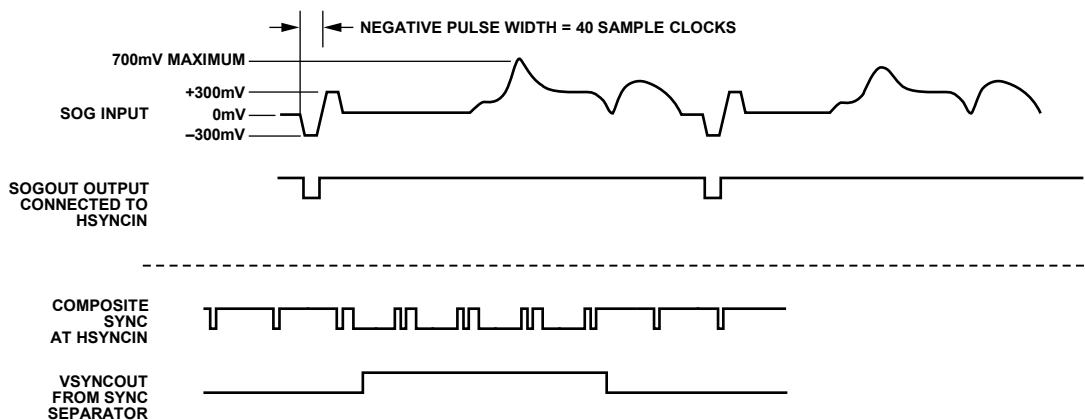 NEGATIVE PULSE WIDTH = 40 SAMPLE CLOCKS
700mV MAXIMUM
+300mV
SOG INPUT
0mV
–300mV
SOGOUT OUTPUT
CONNECTED TO
HSYNCIN
COMPOSITE
SYNC
AT HSYNCIN
VSYNCOUT
FROM SYNC
SEPARATOR